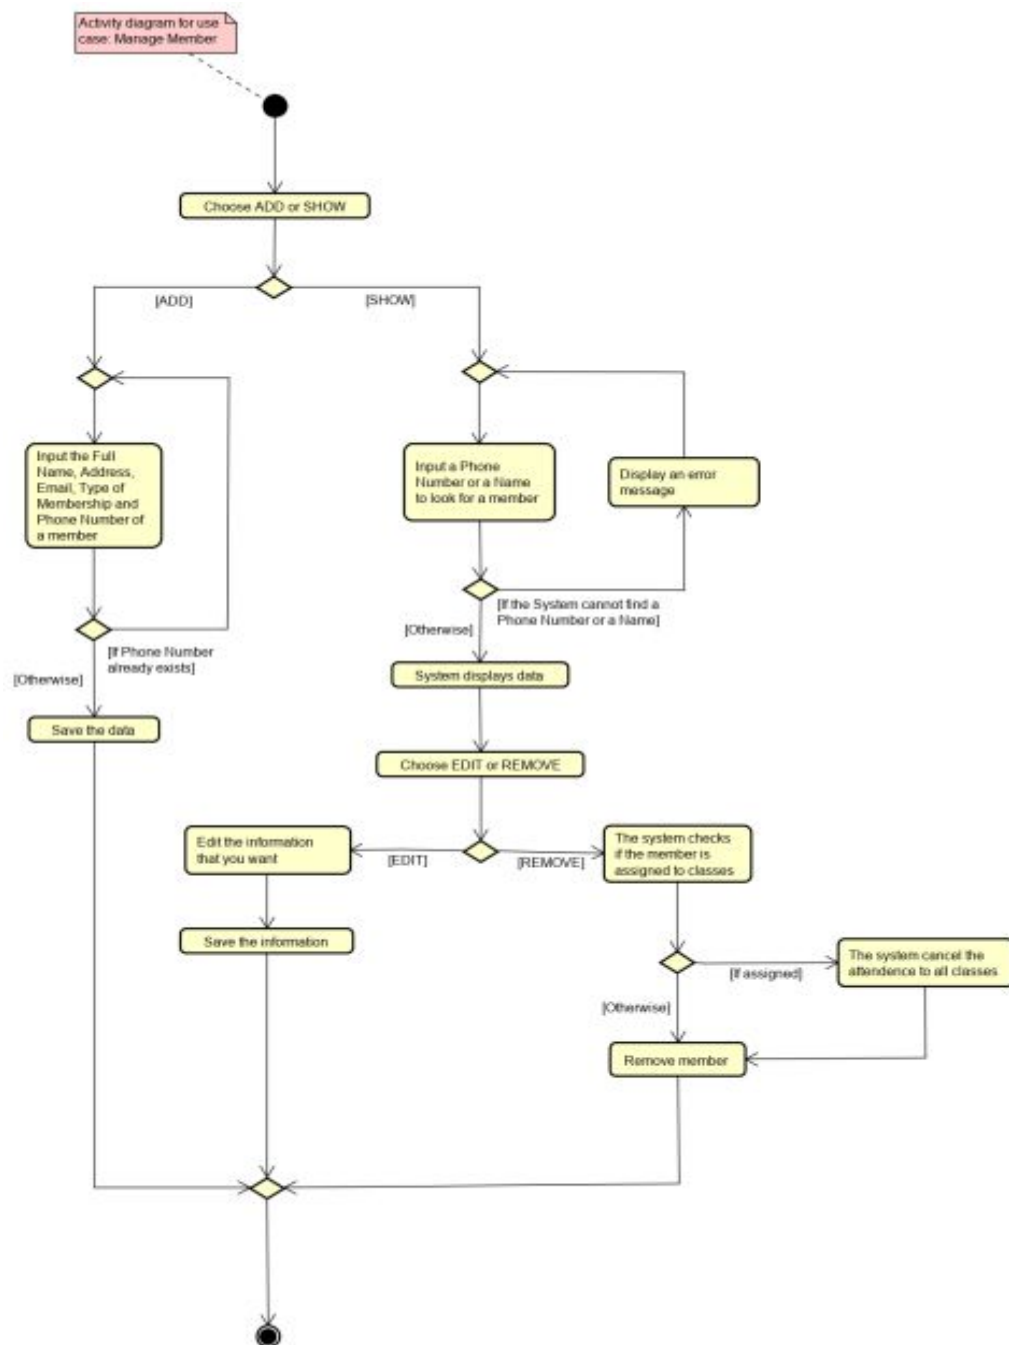 Activity diagram for use
case: Manage Member
Choose ADD or SHOW
[ADD]
[SHOW]
Input the Full
Name, Address,
Email, Type of
Membership and
Phone Number of
a member
Input a Phone
Number or a Name
to look for a member
Display an error
message
[If the System cannot find a
Phone Number or a Name]
[Otherwise]
[If Phone Number
already exists]
[Otherwise]
System displays data
Save the data
Choose EDIT or REMOVE
Edit the information
that you want
[EDIT]
[REMOVE]
The system checks
if the member is
assigned to classes
Save the information
[If assigned]
The system cancel the
attendence to all classes
[Otherwise]
Remove member